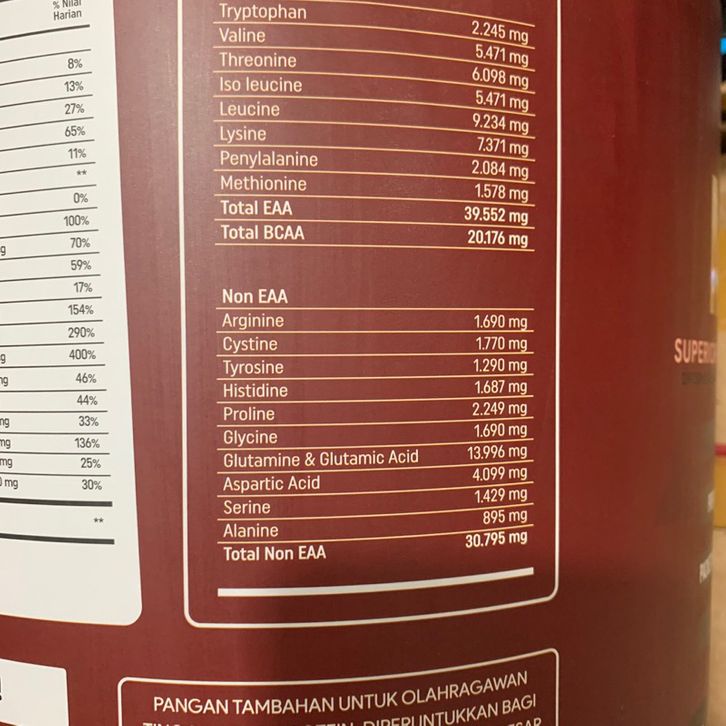 % Nilai
Harian
8%
13%
27%
65%
11%
**
0%
100%
70%
59%
17%
154%
290%
400%
46%
44%
33%
mg 136%
mg 25%
mg 30%
**
Tryptophan 2.245 mg
Valine 5.471 mg
Threonine 6.098 mg
Iso leucine 5.471 mg
Leucine 9.234 mg
Lysine 7.371 mg
Penylalanine 2.084 mg
Methionine 1.578 mg
Total EAA 39.552 mg
Total BCAA 20.176 mg
Non EAA
Arginine 1.690 mg
Cystine 1.770 mg
Tyrosine 1.290 mg
Histidine 1.687 mg
Proline 2.249 mg
Glycine 1.690 mg
Glutamine & Glutamic Acid 13.996 mg
Aspartic Acid 4.099 mg
Serine 1.429 mg
Alanine 895 mg
Total Non EAA 30.795 mg
PANGAN TAMBAHAN UNTUK OLAHRAGAWAN
DIPERUNTUKKAN BAGI